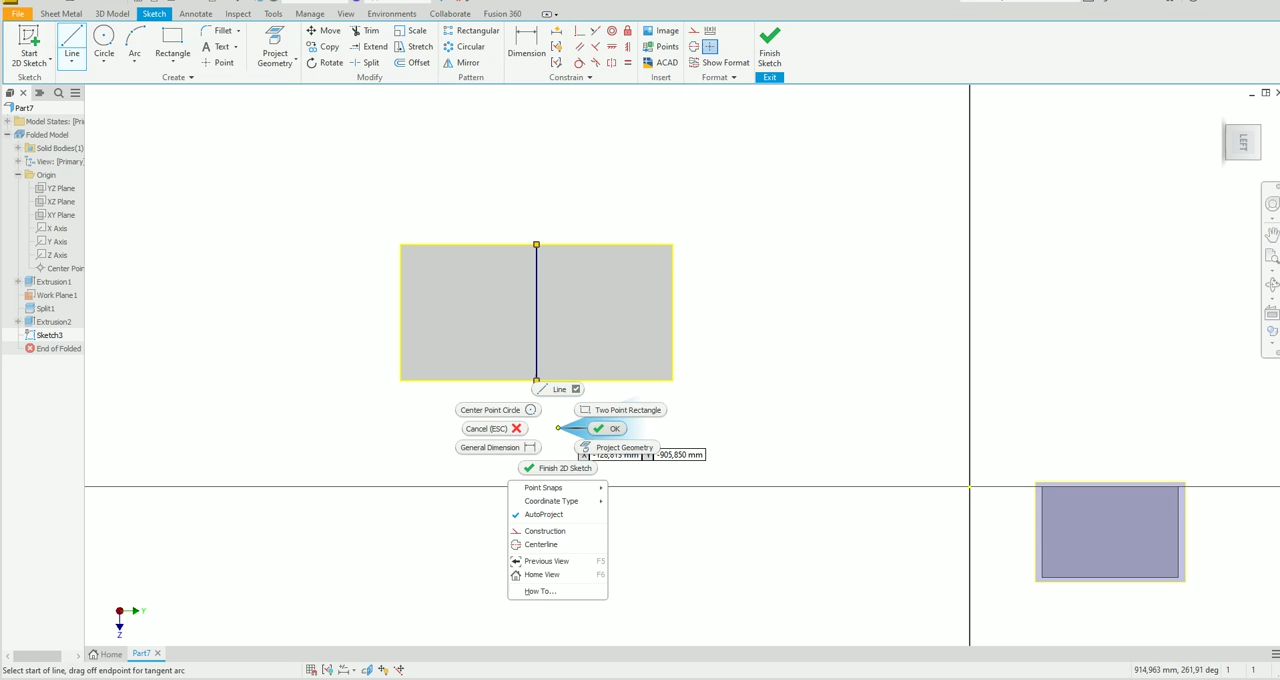 File Sheet Metal 3D Model Sketch Annotate Inspect Tools Manage View Environments Collaborate Fusion 360
Start 2D Sketch
Line
Circle
Arc
Rectangle
Fillet
Text
Point
Project Geometry
Move
Copy
Rotate
Trim
Extend
Split
Scale
Stretch
Offset
Rectangular
Circular
Mirror
Dimension
Image
Points
ACAD
Show Format
Finish Sketch
Sketch Create Modify Pattern Constrain Insert Format Exit
Part7
Model States: [Pri
Folded Model
Solid Bodies(1)
View: [Primary
Origin
YZ Plane
XZ Plane
XY Plane
X Axis
Y Axis
Z Axis
Center Poin
Extrusion1
Work Plane1
Split1
Extrusion2
Sketch3
End of Folded
LEFT
Line
Center Point Circle
Two Point Rectangle
Cancel (ESC)
OK
General Dimension
Project Geometry
X -128,815 mm Y -905,850 mm
Finish 2D Sketch
Point Snaps
Coordinate Type
AutoProject
Construction
Centerline
Previous View F5
Home View F6
How To...
Y
Z
Home Part7
Select start of line, drag off endpoint for tangent arc
914,963 mm, 261,91 deg 1 1